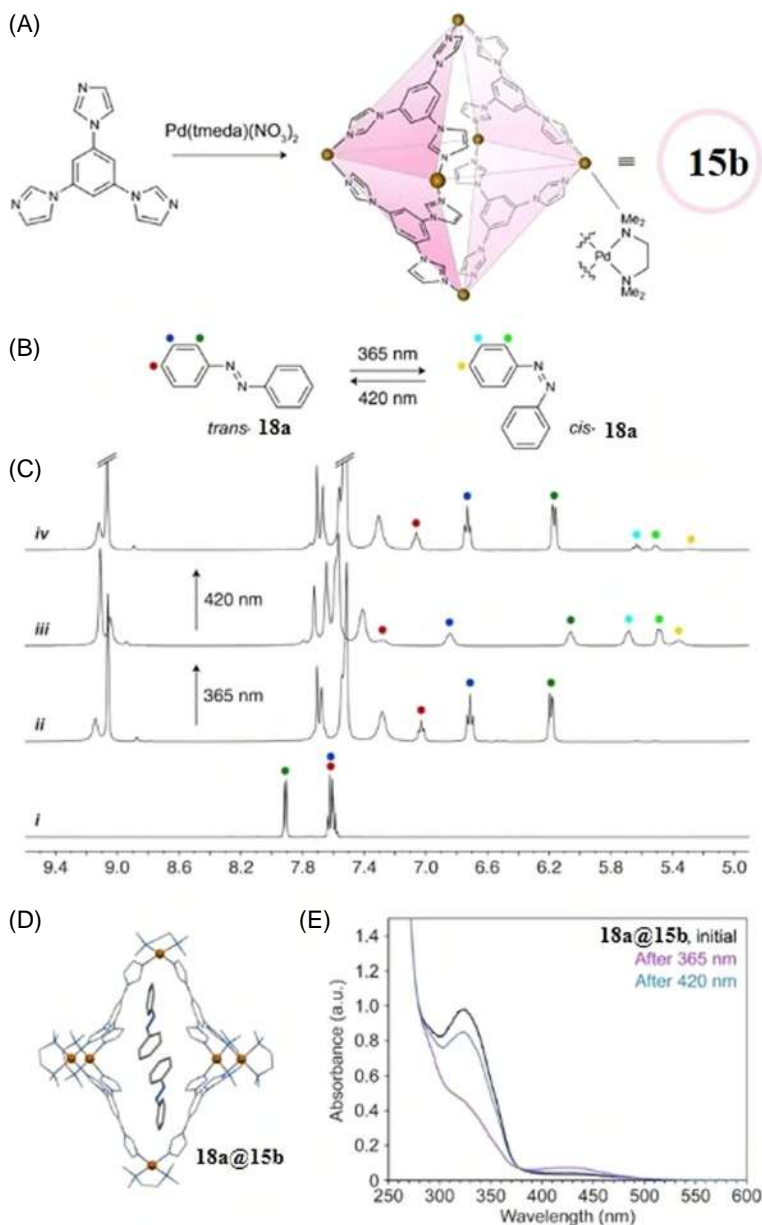 (A)
N
N
N
N
N
N
Pd(tmeda)(NO₃)₂
≡
15b
Me₂
N
Pd
N
Me₂
(B)
N
N
trans- 18a
365 nm
420 nm
N
N
cis- 18a
(C)
iv
420 nm
iii
365 nm
ii
i
9.4 9.0 8.6 8.2 7.8 7.4 7.0 6.6 6.2 5.8 5.4 5.0
(D)
18a@15b
(E)
18a@15b, initial
After 365 nm
After 420 nm
Absorbance (a.u.)
1.4
1.2
1.0
0.8
0.6
0.4
0.2
0
250 300 350 400 450 500 550 600
Wavelength (nm)